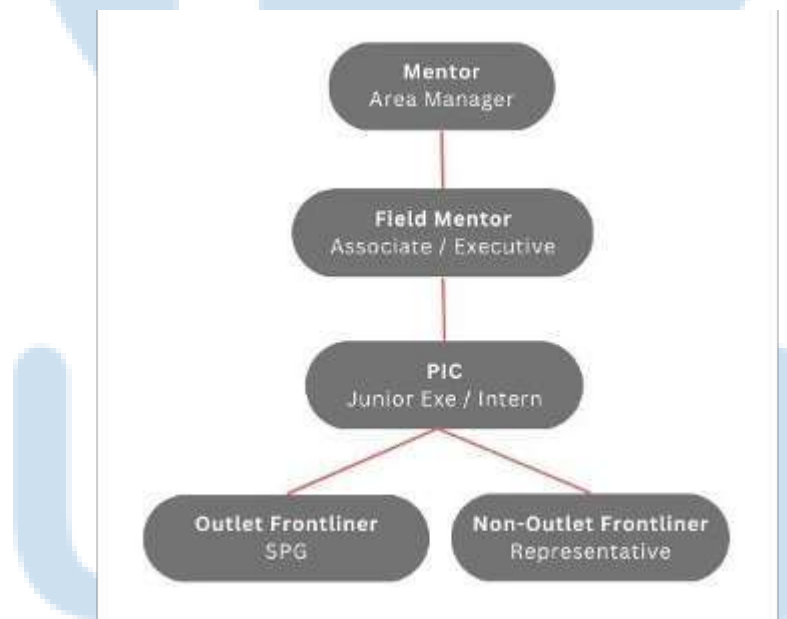 Mentor
Area Manager
Field Mentor
Associate / Executive
PIC
Junior Exe / Intern
Outlet Frontliner
SPG
Non-Outlet Frontliner
Representative